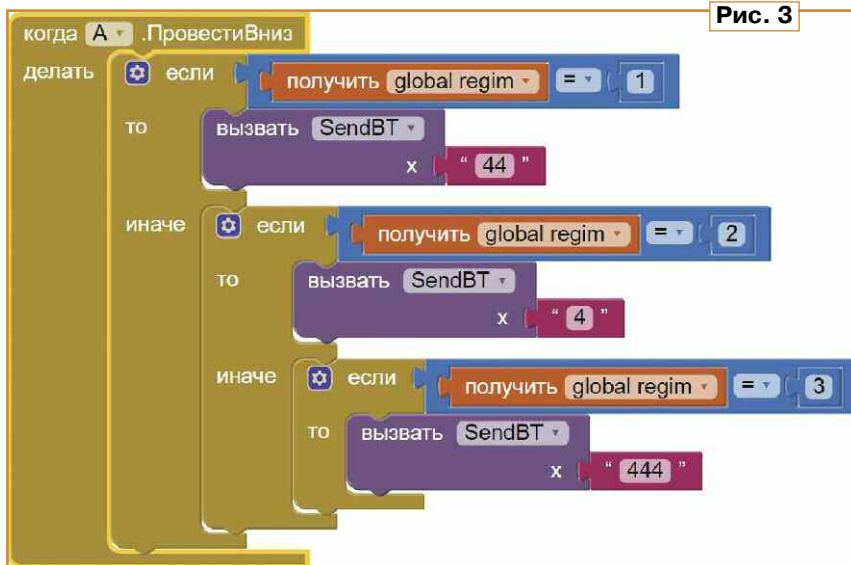 Рис. 3
когда A .ПровестиВниз
делать если получить global regim = 1
то вызвать SendBT
x " 44 "
иначе если получить global regim = 2
то вызвать SendBT
x " 4 "
иначе если получить global regim = 3
то вызвать SendBT
x " 444 "